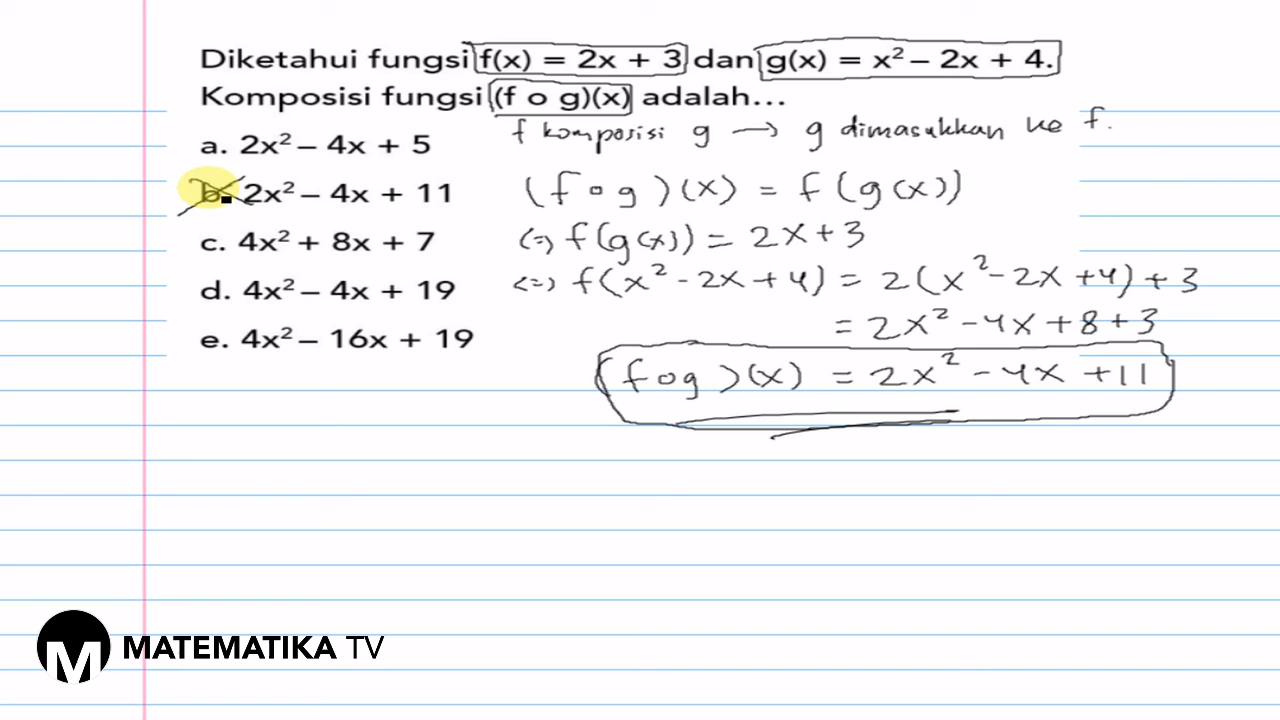 Diketahui fungsi f(x) = 2x + 3 dan g(x) = x² – 2x + 4.
Komposisi fungsi (f o g)(x) adalah...
a. 2x² – 4x + 5
b. 2x² – 4x + 11
c. 4x² + 8x + 7
d. 4x² – 4x + 19
e. 4x² – 16x + 19
f komposisi g → g dimasukkan ke f.
(f o g)(x) = f(g(x))
(=) f(g(x)) = 2x+3
<=> f(x² - 2x + 4) = 2(x² - 2x + 4) + 3
= 2x² - 4x + 8 + 3
(f o g)(x) = 2x² - 4x + 11
M MATEMATIKA TV